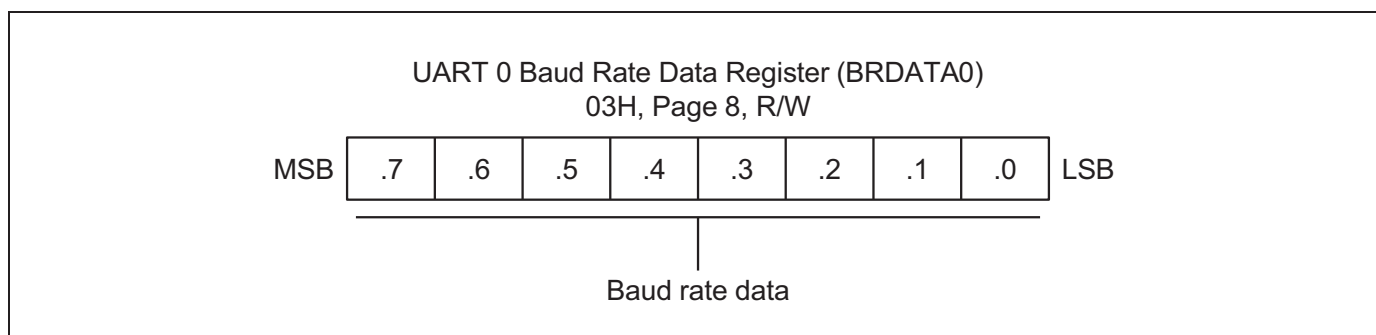 UART 0 Baud Rate Data Register (BRDATA0)
03H, Page 8, R/W
MSB .7 .6 .5 .4 .3 .2 .1 .0 LSB
Baud rate data